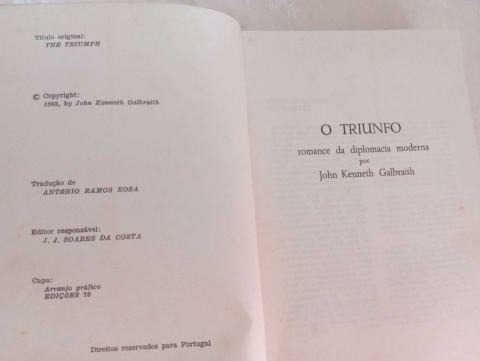 Título original:
THE TRIUMPH
© Copyright:
1968, by John Kenneth Galbraith
Tradução de
ANTÓNIO RAMOS ROSA
Editor responsável:
J. J. SOARES DA COSTA
Capa:
Arranjo gráfico
EDIÇÕES 70
Direitos reservados para Portugal
O TRIUNFO
romance da diplomacia moderna
por
John Kenneth Galbraith